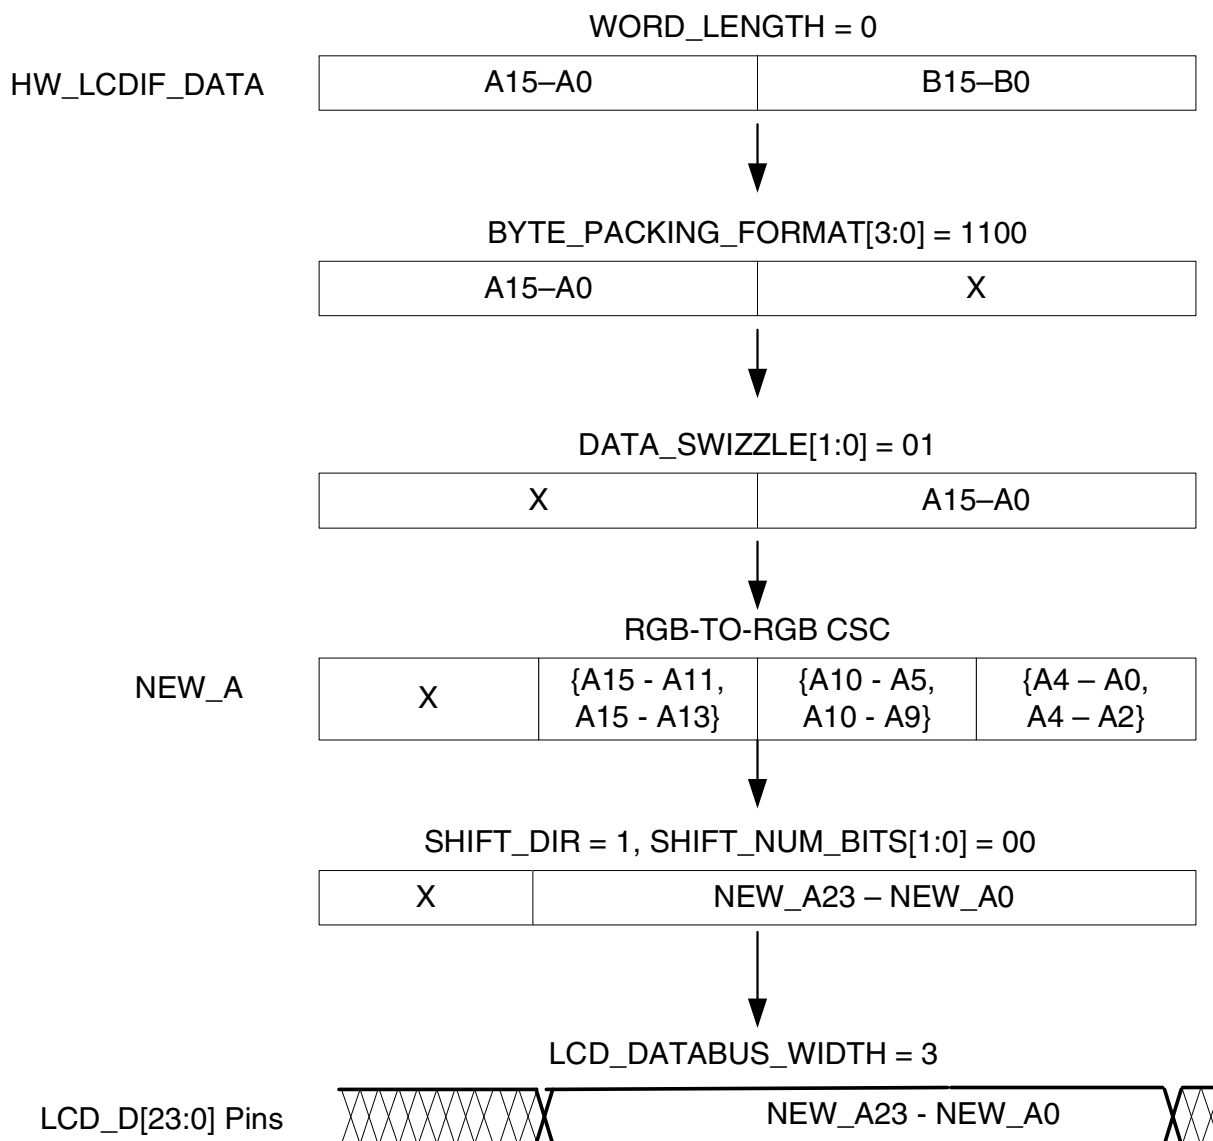 WORD_LENGTH = 0
HW_LCDIF_DATA
A15–A0
B15–B0
BYTE_PACKING_FORMAT[3:0] = 1100
A15–A0
X
DATA_SWIZZLE[1:0] = 01
X
A15–A0
RGB-TO-RGB CSC
NEW_A
X
{A15 - A11,
A15 - A13}
{A10 - A5,
A10 - A9}
{A4 – A0,
A4 – A2}
SHIFT_DIR = 1, SHIFT_NUM_BITS[1:0] = 00
X
NEW_A23 – NEW_A0
LCD_DATABUS_WIDTH = 3
LCD_D[23:0] Pins
NEW_A23 - NEW_A0